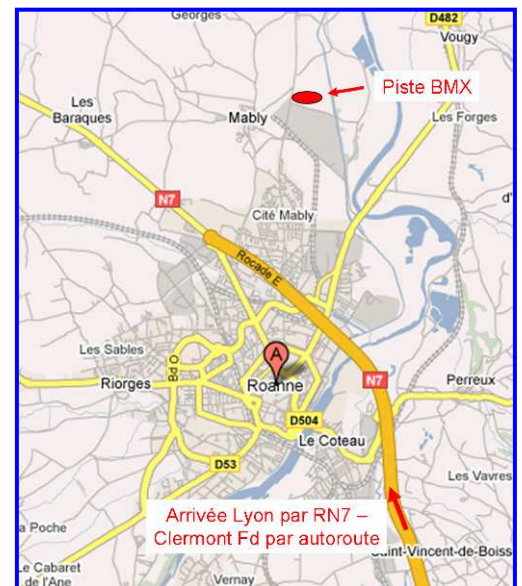 Georges
D482
Vougy
Piste BMX
Les
Baraques
Mably
Les Forges
N7
d'
Cité Mably
Rocade E
Les Sables
Bd O
A
Riorges
Roanne
N7
Perreux
D504
Le Coteau
D53
Les Vavres
Arrivée Lyon par RN7 –
Clermont Fd par autoroute
a Poche
Saint-Vincent-de-Boiss
Le Cabaret
de l'Ane
Vernay